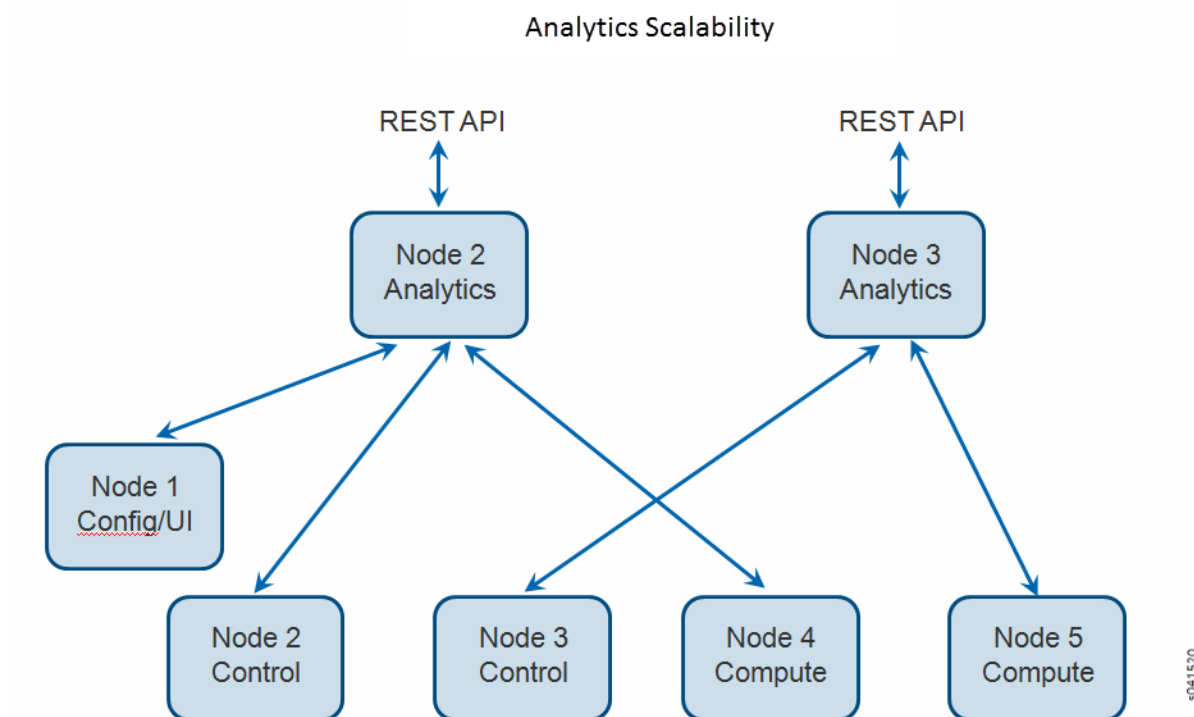 Analytics Scalability
REST API
REST API
Node 2
Analytics
Node 3
Analytics
Node 1
Config/UI
Node 2
Control
Node 3
Control
Node 4
Compute
Node 5
Compute
s041520